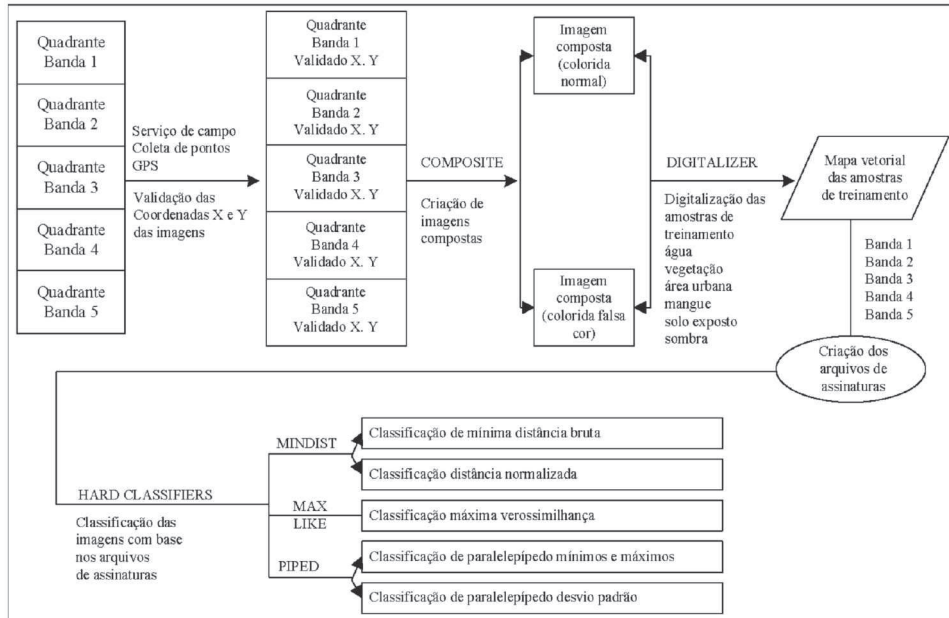 Quadrante
Banda 1
Quadrante
Banda 2
Quadrante
Banda 3
Quadrante
Banda 4
Quadrante
Banda 5
Serviço de campo
Coleta de pontos
GPS
Validação das
Coordenadas X e Y
das imagens
Quadrante
Banda 1
Validado X. Y
Quadrante
Banda 2
Validado X. Y
Quadrante
Banda 3
Validado X. Y
Quadrante
Banda 4
Validado X. Y
Quadrante
Banda 5
Validado X. Y
COMPOSITE
Criação de
imagens
compostas
Imagem
composta
(colorida
normal)
Imagem
composta
(colorida falsa
cor)
DIGITALIZER
Digitalização das
amostras de
treinamento
água
vegetação
área urbana
mangue
solo exposto
sombra
Mapa vetorial
das amostras
de treinamento
Banda 1
Banda 2
Banda 3
Banda 4
Banda 5
Criação dos
arquivos de
assinaturas
HARD CLASSIFIERS
Classificação das
imagens com base
nos arquivos
de assinaturas
MINDIST
Classificação de mínima distância bruta
Classificação distância normalizada
MAX
LIKE
Classificação máxima verossimilhança
PIPED
Classificação de paralelepípedo mínimos e máximos
Classificação de paralelepípedo desvio padrão